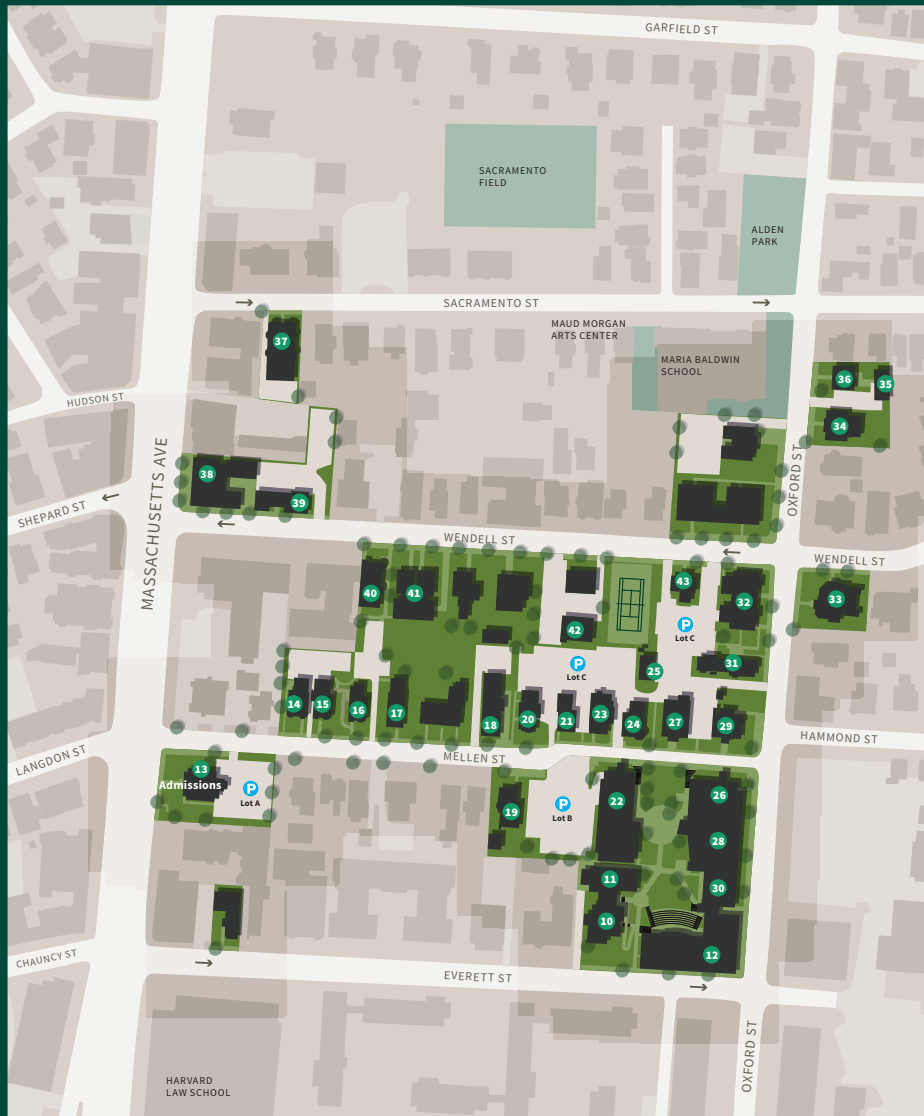 GARFIELD ST
SACRAMENTO
FIELD
ALDEN
PARK
SACRAMENTO ST
MAUD MORGAN
ARTS CENTER
MARIA BALDWIN
SCHOOL
37
36
35
34
HUDSON ST
MASSACHUSETTS AVE
OXFORD ST
38
39
SHEPARD ST
WENDELL ST
WENDELL ST
40
41
43
32
33
42
P
Lot C
P
Lot C
31
25
14
15
16
17
18
20
21
23
24
27
29
HAMMOND ST
LANGDON ST
MELLEN ST
13
Admissions
P
Lot A
19
P
Lot B
22
26
28
11
30
10
12
CHAUNCY ST
EVERETT ST
OXFORD ST
HARVARD
LAW SCHOOL